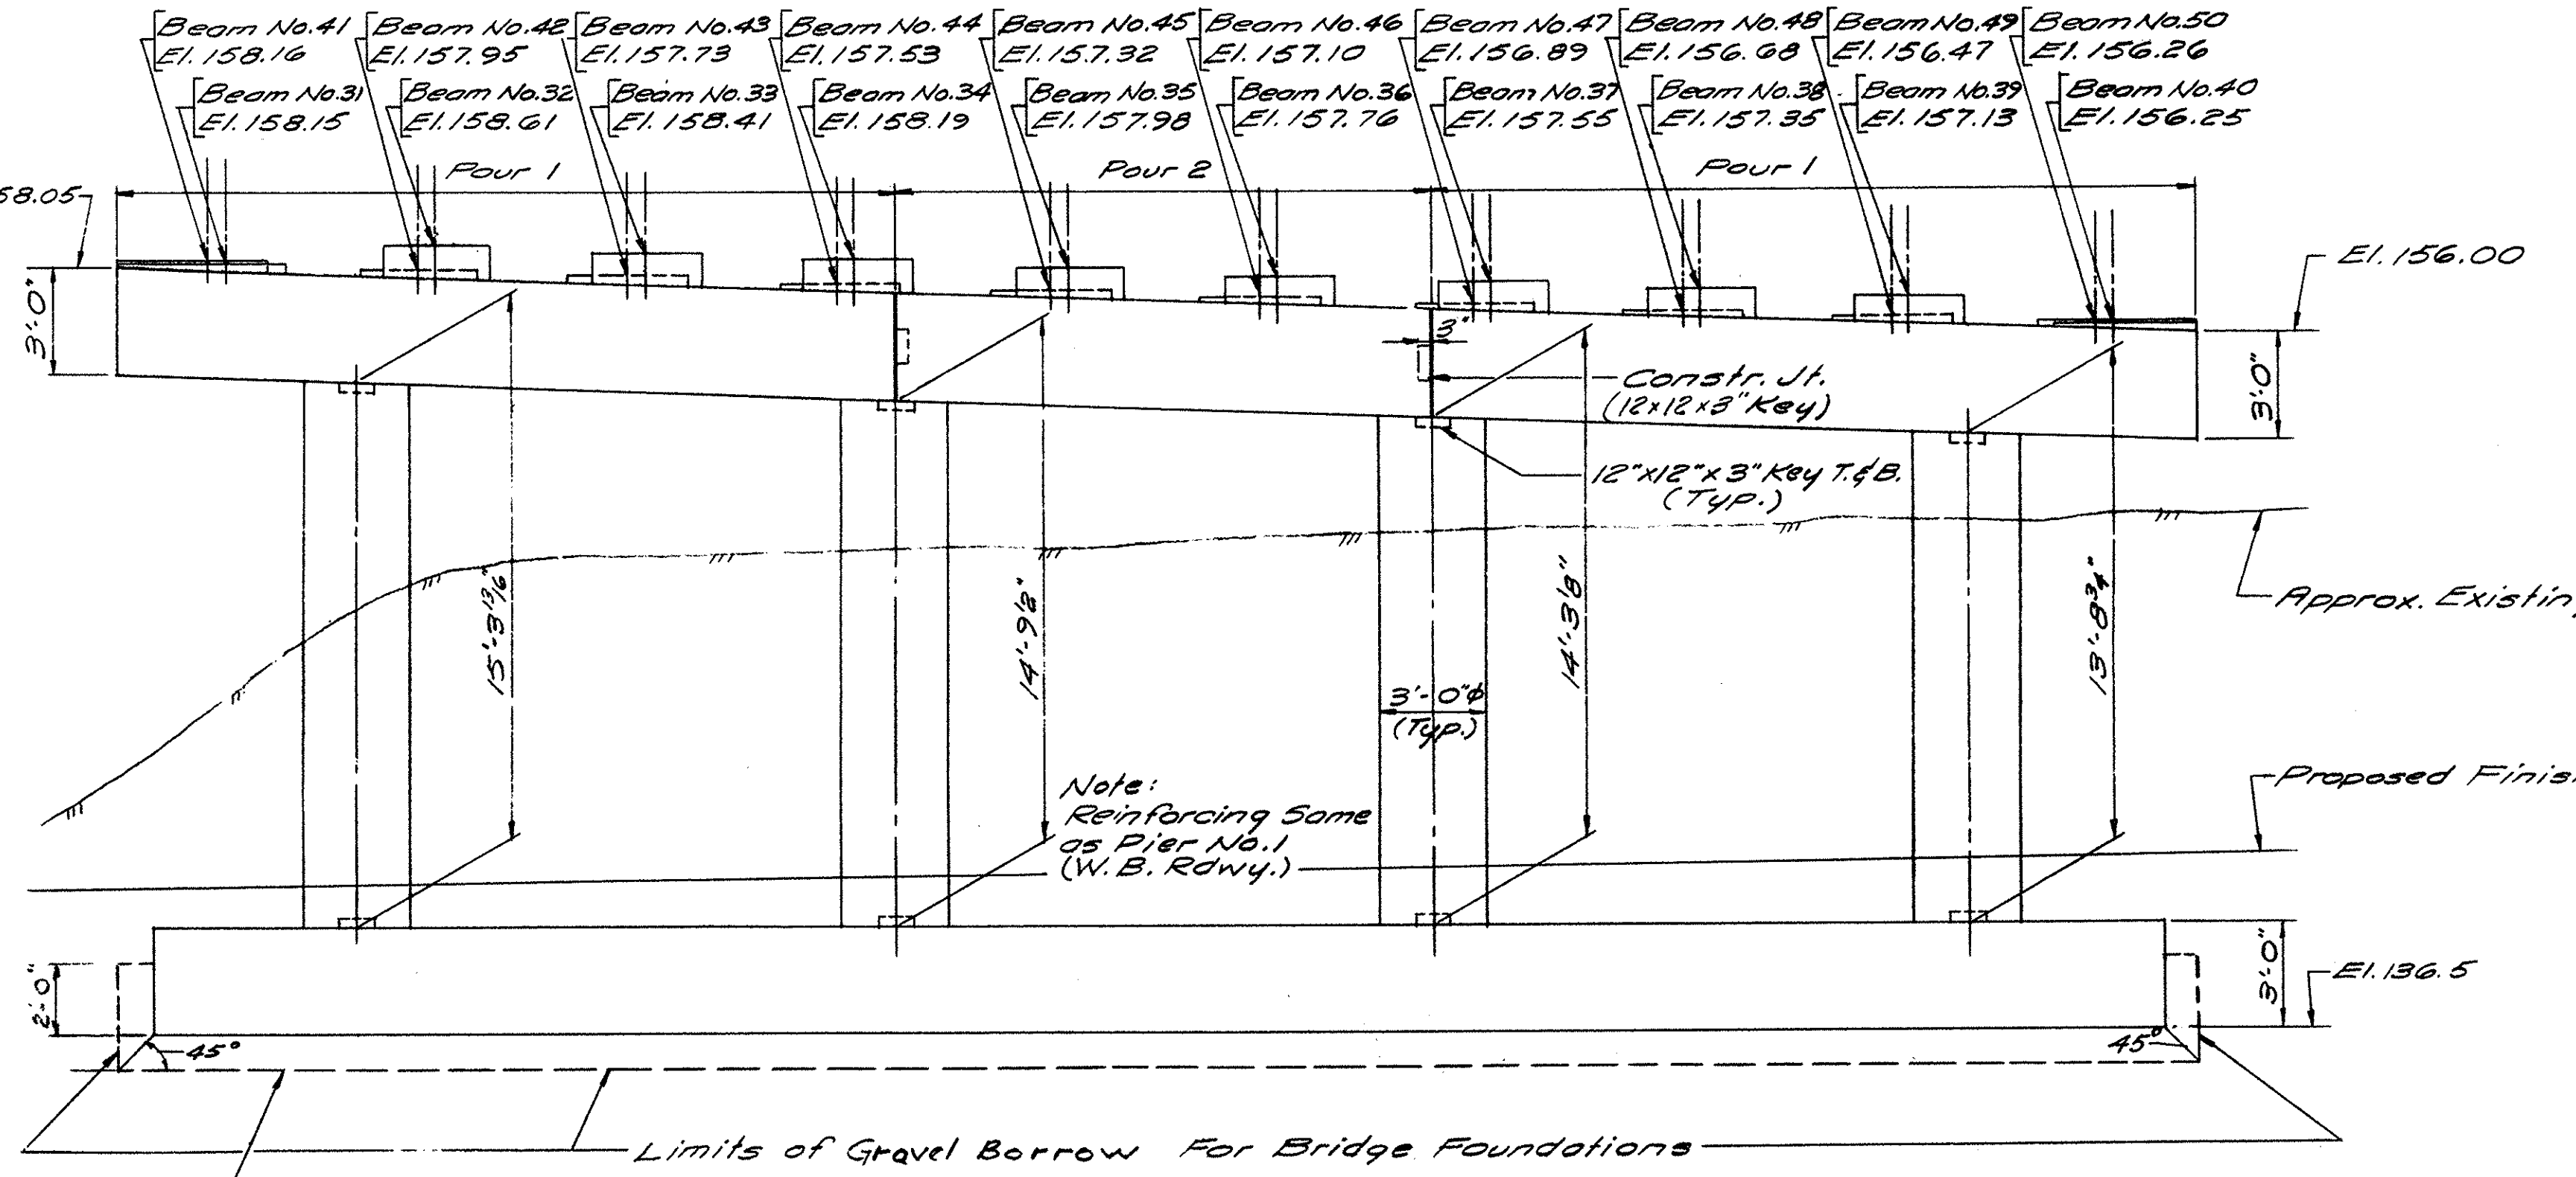 Beam No.41
El.158.16
Beam No.42
El.157.95
Beam No.43
El.157.73
Beam No.44
El.157.53
Beam No.45
El.157.32
Beam No.46
El.157.10
Beam No.47
El.156.89
Beam No.48
El.156.68
Beam No.49
El.156.47
Beam No.50
El.156.26
Beam No.31
El.158.15
Beam No.32
El.158.61
Beam No.33
El.158.41
Beam No.34
El.158.19
Beam No.35
El.157.98
Beam No.36
El.157.76
Beam No.37
El.157.55
Beam No.38
El.157.35
Beam No.39
El.157.13
Beam No.40
El.156.25
Pour 1
Pour 2
Pour 1
58.05
El.156.00
3'-0"
3"
Constr. Jt.
(12x12x3" Key)
3'-0"
12"x12"x3" Key T.&B.
(Typ.)
15'-3 13/16"
14'-9 1/2"
14'-3 1/8"
13'-8 3/4"
Approx. Existing
3'-0"ϕ
(Typ.)
Note:
Reinforcing Same
as Pier No.1
(W.B. Rdwy.)
Proposed Finis
2'-0"
3'-0"
El.136.5
45°
45°
Limits of Gravel Borrow For Bridge Foundations